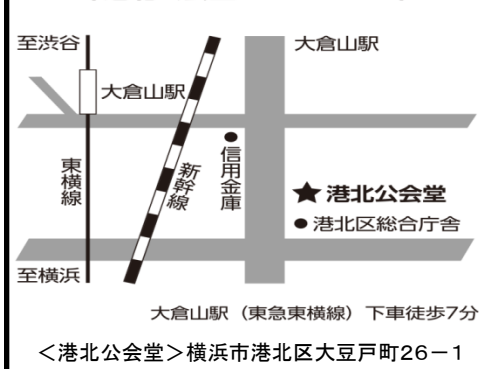 至渋谷
大倉山駅
大倉山駅
東横線
新幹線
信用金庫
★港北公会堂
●港北区総合庁舎
至横浜
大倉山駅（東急東横線）下車徒歩7分
＜港北公会堂＞横浜市港北区大豆戸町26－1